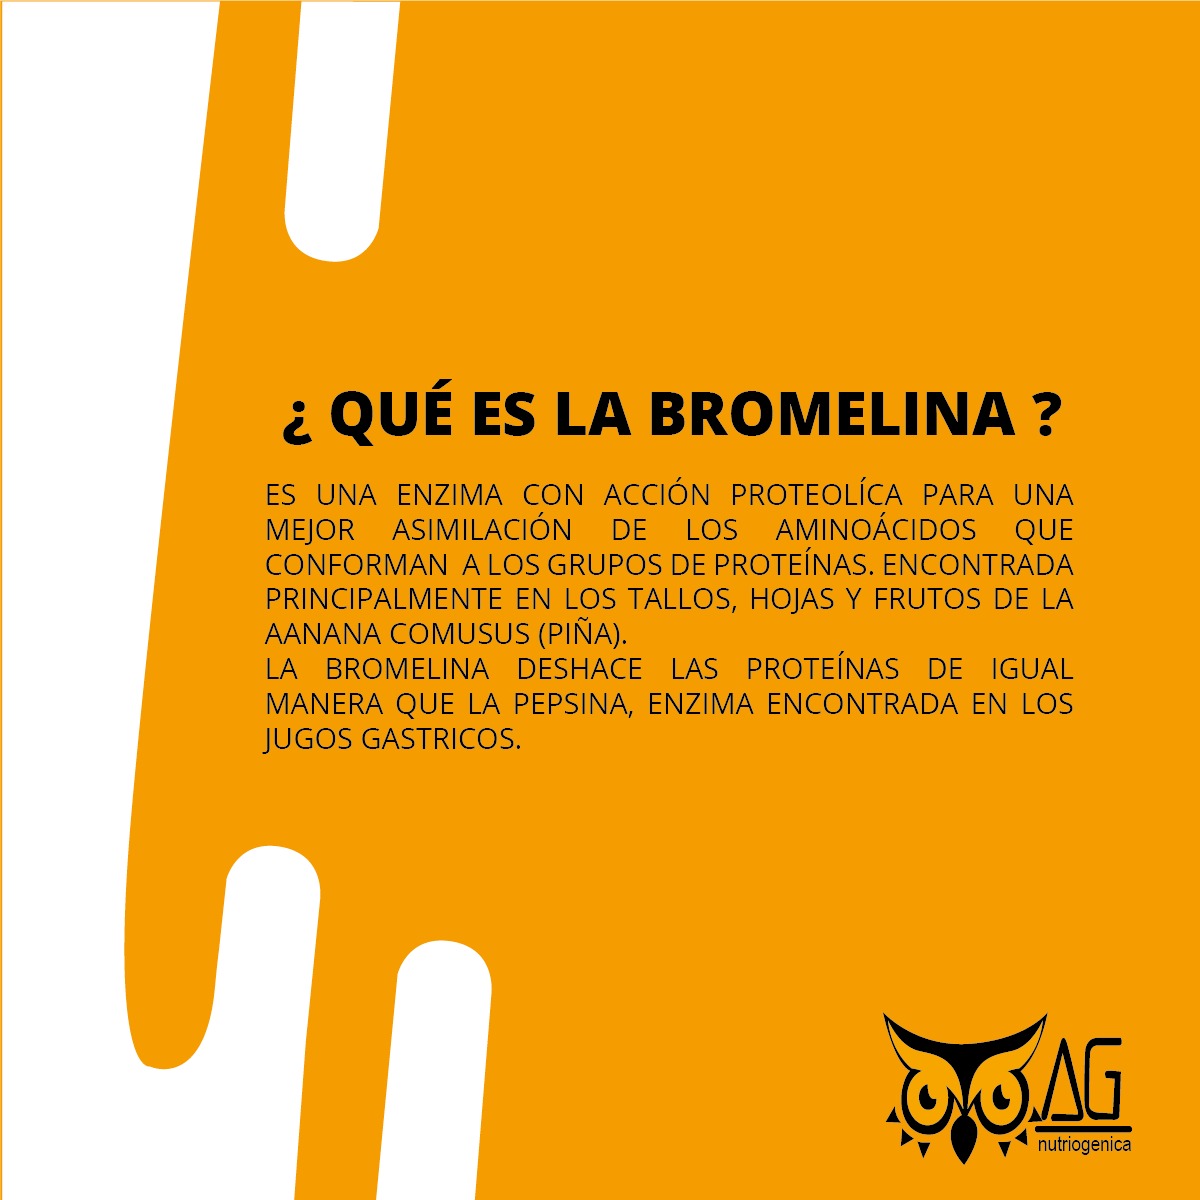 ¿ QUÉ ES LA BROMELINA ?
ES UNA ENZIMA CON ACCIÓN PROTEOLÍCA PARA UNA
MEJOR ASIMILACIÓN DE LOS AMINOÁCIDOS QUE
CONFORMAN A LOS GRUPOS DE PROTEÍNAS. ENCONTRADA
PRINCIPALMENTE EN LOS TALLOS, HOJAS Y FRUTOS DE LA
AANANA COMUSUS (PIÑA).
LA BROMELINA DESHACE LAS PROTEÍNAS DE IGUAL
MANERA QUE LA PEPSINA, ENZIMA ENCONTRADA EN LOS
JUGOS GASTRICOS.
AG
nutriogenica